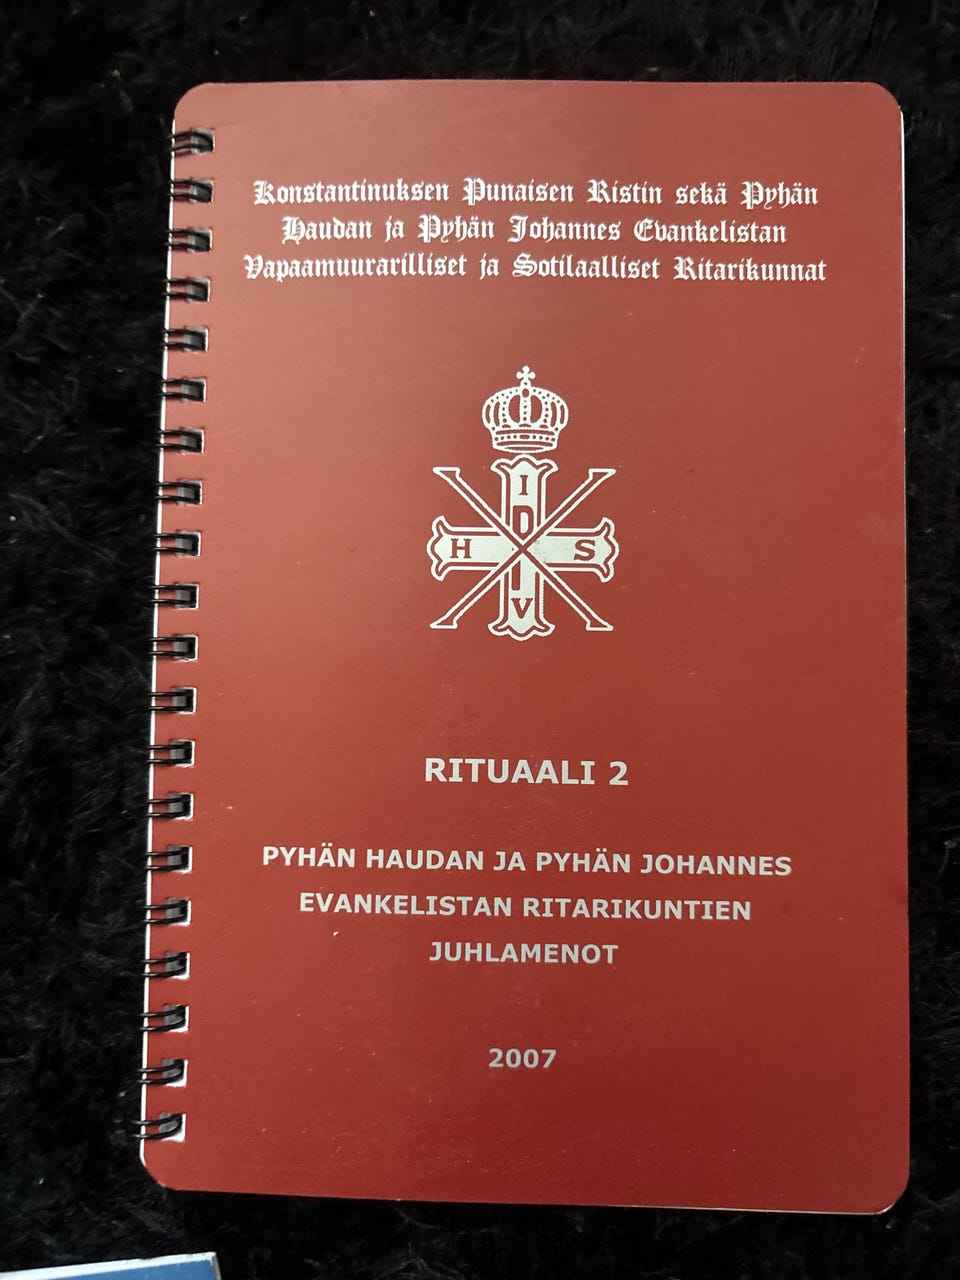 Konstantinuksen Punaisen Ristin sekä Pyhän
Haudan ja Pyhän Johannes Evankelistan
Vapaamuurarilliset ja Sotilaalliset Ritarikunnat
I
D
H S
V
RITUAALI 2
PYHÄN HAUDAN JA PYHÄN JOHANNES
EVANKELISTAN RITARIKUNTIEN
JUHLAMENOT
2007